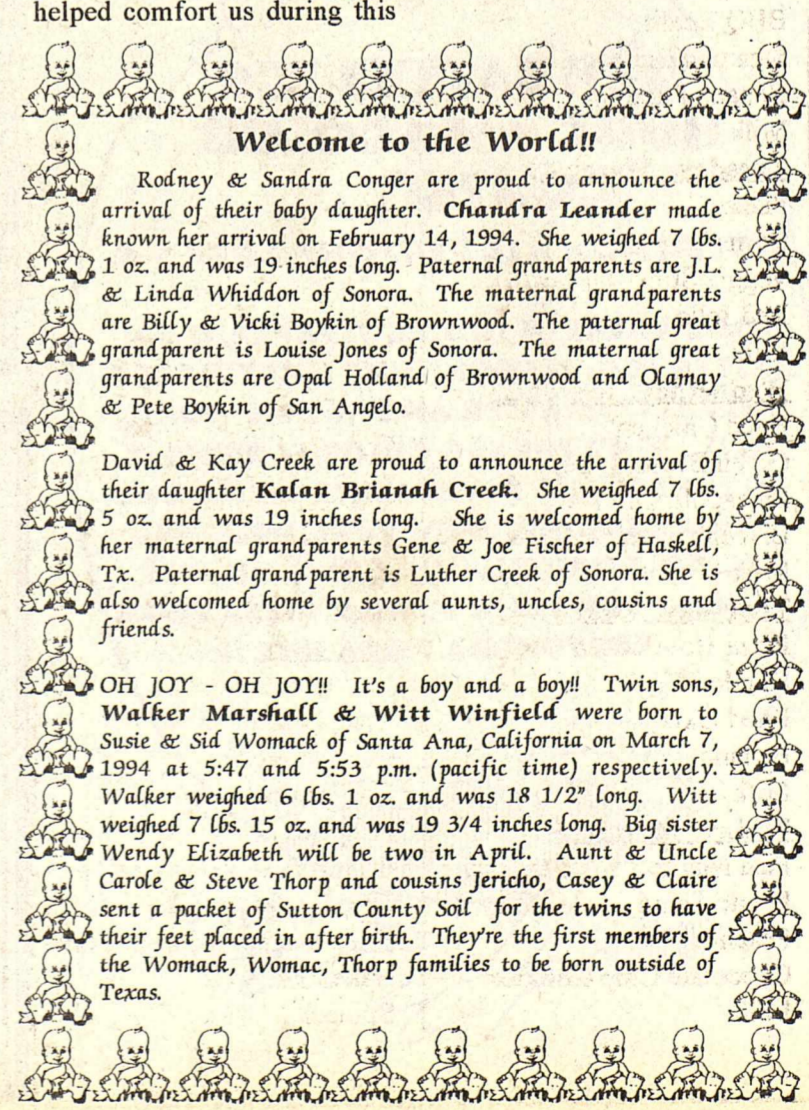 helped comfort us during this
Welcome to the World!!
Rodney & Sandra Conger are proud to announce the
arrival of their baby daughter. Chandra Leander made
known her arrival on February 14, 1994. She weighed 7 lbs.
1 oz. and was 19 inches long. Paternal grandparents are J.L.
& Linda Whiddon of Sonora. The maternal grandparents
are Billy & Vicki Boykin of Brownwood. The paternal great
grandparent is Louise Jones of Sonora. The maternal great
grandparents are Opal Holland of Brownwood and Olamay
& Pete Boykin of San Angelo.
David & Kay Creek are proud to announce the arrival of
their daughter Kalan Brianah Creek. She weighed 7 lbs.
5 oz. and was 19 inches long. She is welcomed home by
her maternal grandparents Gene & Joe Fischer of Haskell,
Tx. Paternal grandparent is Luther Creek of Sonora. She is
also welcomed home by several aunts, uncles, cousins and
friends.
OH JOY - OH JOY!! It's a boy and a boy!! Twin sons,
Walker Marshall & Witt Winfield were born to
Susie & Sid Womack of Santa Ana, California on March 7,
1994 at 5:47 and 5:53 p.m. (pacific time) respectively.
Walker weighed 6 lbs. 1 oz. and was 18 1/2" long. Witt
weighed 7 lbs. 15 oz. and was 19 3/4 inches long. Big sister
Wendy Elizabeth will be two in April. Aunt & Uncle
Carole & Steve Thorp and cousins Jericho, Casey & Claire
sent a packet of Sutton County Soil for the twins to have
their feet placed in after birth. They're the first members of
the Womack, Womac, Thorp families to be born outside of
Texas.